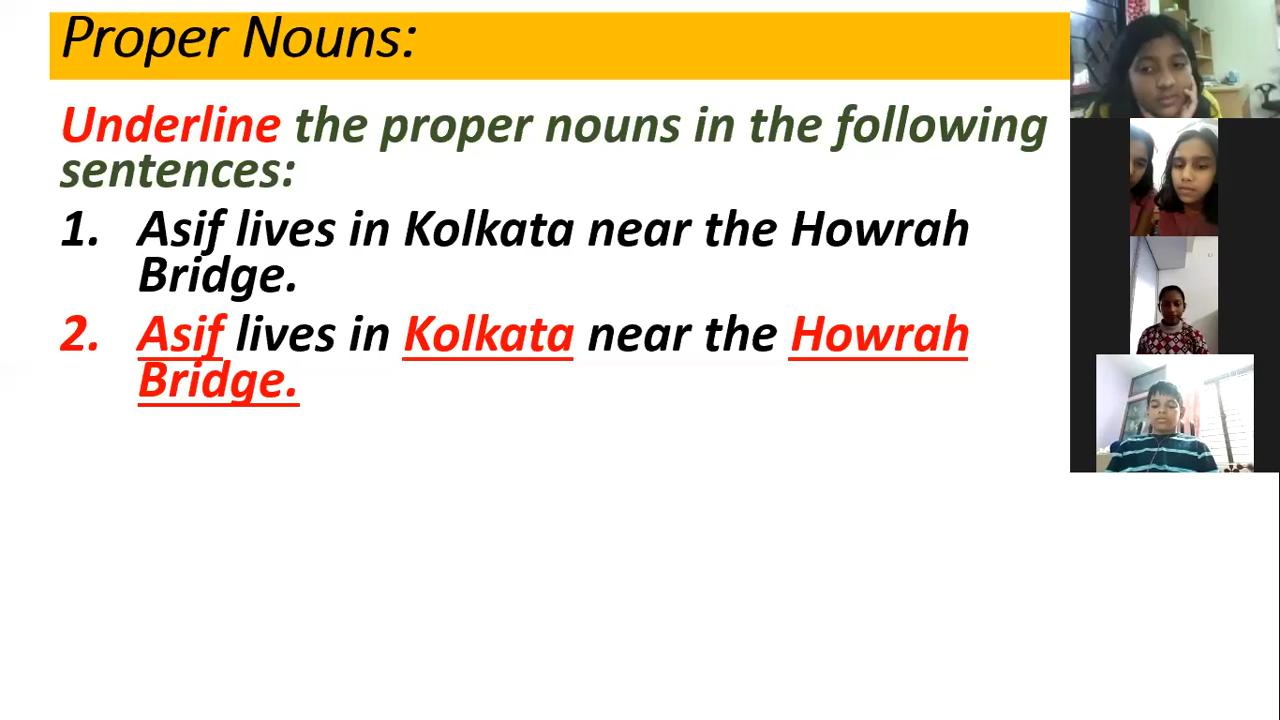 Proper Nouns:
Underline the proper nouns in the following
sentences:
1. Asif lives in Kolkata near the Howrah
Bridge.
2. Asif lives in Kolkata near the Howrah
Bridge.